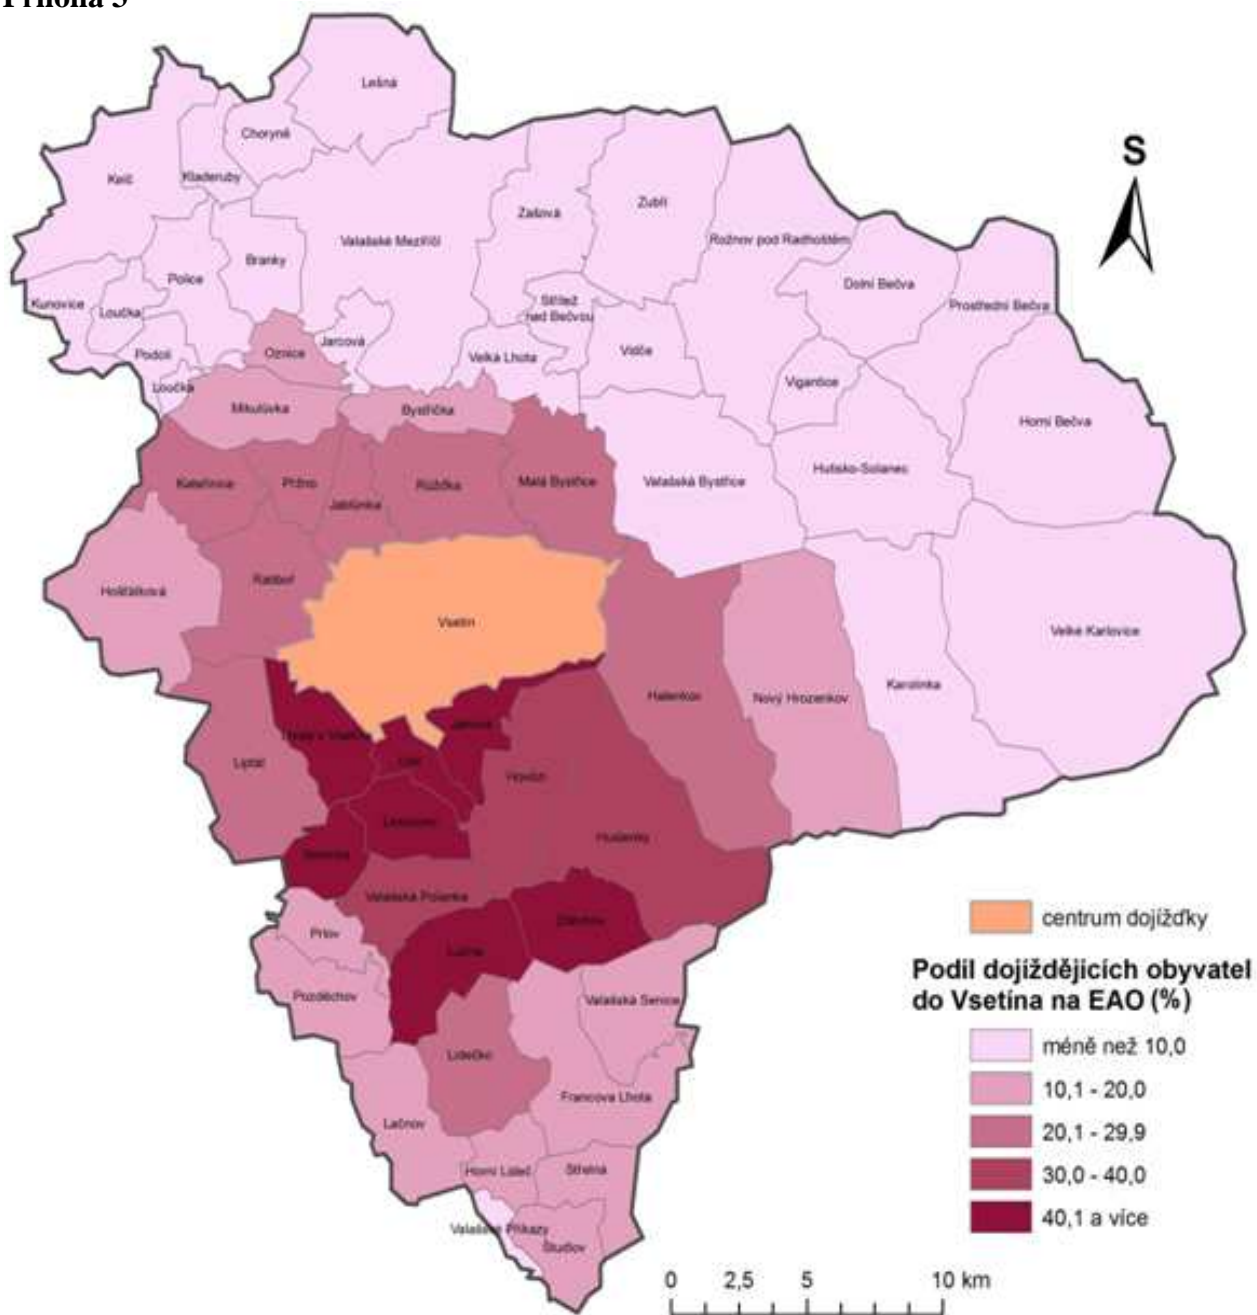 Příloha 5
Lešná
Choryně
Kelč
Kladeruby
Zašová
Zubří
Valašské Meziříčí
Rožnov pod Radhoštěm
Branky
Police
Dolní Bečva
Kunovice
Loučka
Střítež
nad Bečvou
Prostřední Bečva
Podolí
Oznice
Jarcová
Velká Lhota
Vidče
Loučka
Vigantice
Mikulůvka
Bystřička
Horní Bečva
Hutisko-Solanec
Kateřinice
Pržno
Jablůnka
Růžďka
Malá Bystřice
Valašská Bystřice
Hošťálková
Ratiboř
Vsetín
Velké Karlovice
Karolinka
Halenkov
Nový Hrozenkov
Liptál
Hovězí
Huslenky
Valašská Polanka
Prlov
Pozděchov
Valašská Senice
Lidečko
Francova Lhota
Lačnov
Horní Lideč
Střelná
Valašské Příkazy
Študlov
S
centrum dojížďky
Podíl dojíždějících obyvatel
do Vsetína na EAO (%)
méně než 10,0
10,1 - 20,0
20,1 - 29,9
30,0 - 40,0
40,1 a více
0 2,5 5 10 km